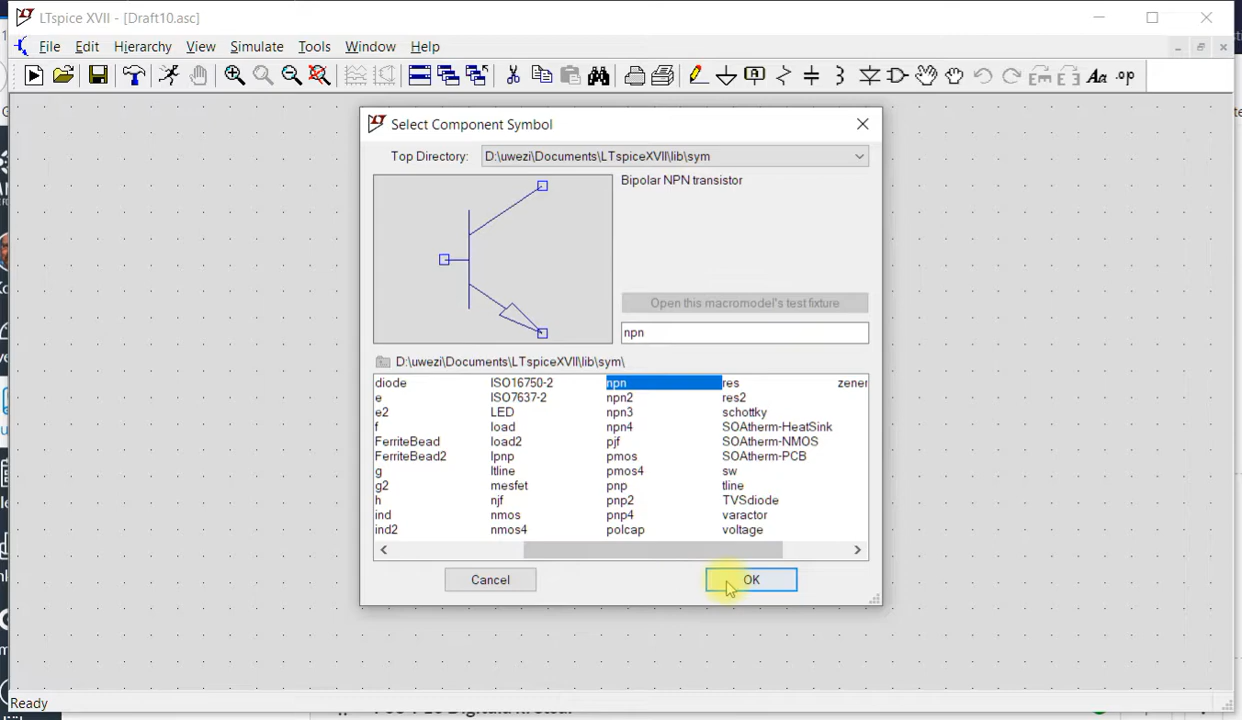 LTspice XVII - [Draft10.asc]
File Edit Hierarchy View Simulate Tools Window Help
Aa .op
Select Component Symbol
Top Directory: D:\uwezi\Documents\LTspiceXVII\lib\sym
Bipolar NPN transistor
Open this macromodel's test fixture
npn
D:\uwezi\Documents\LTspiceXVII\lib\sym\
diode ISO16750-2 npn res zener
e ISO7637-2 npn2 res2
e2 LED npn3 schottky
f load npn4 SOAtherm-HeatSink
FerriteBead load2 pjf SOAtherm-NMOS
FerriteBead2 lpnp pmos SOAtherm-PCB
g ltline pmos4 sw
g2 mesfet pnp tline
h njf pnp2 TVSdiode
ind nmos pnp4 varactor
ind2 nmos4 polcap voltage
Cancel OK
Ready